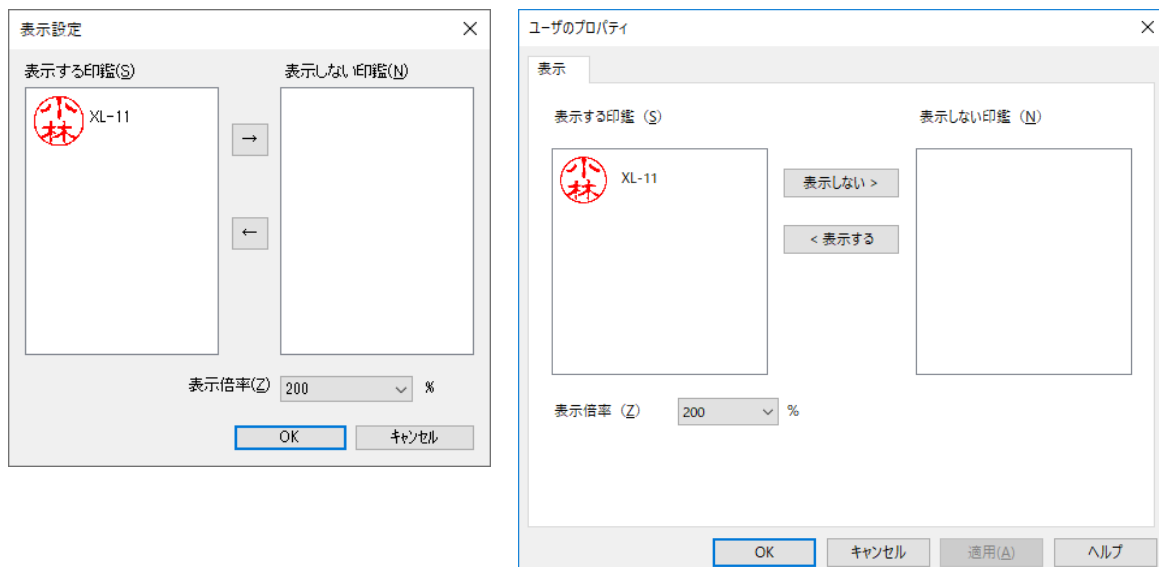 表示設定
表示する印鑑(S)
表示しない印鑑(N)
小林
XL-11
→
←
表示倍率(Z)
200
%
OK
キャンセル
ユーザのプロパティ
表示
表示する印鑑 (S)
表示しない印鑑 (N)
小林
XL-11
表示しない >
< 表示する
表示倍率 (Z)
200
%
OK
キャンセル
適用(A)
ヘルプ